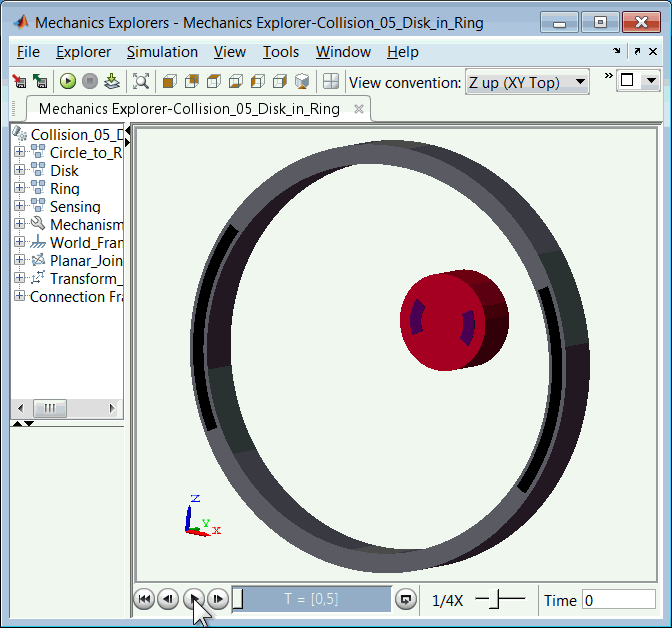 Mechanics Explorers - Mechanics Explorer-Collision_05_Disk_in_Ring
File Explorer Simulation View Tools Window Help
View convention: Z up (XY Top) »
Mechanics Explorer-Collision_05_Disk_in_Ring
Collision_05_D
Circle_to_R
Disk
Ring
Sensing
Mechanism
World_Fran
Planar_Join
Transform_
Connection Fra
z
y
x
T = [0,5]
1/4X
Time 0